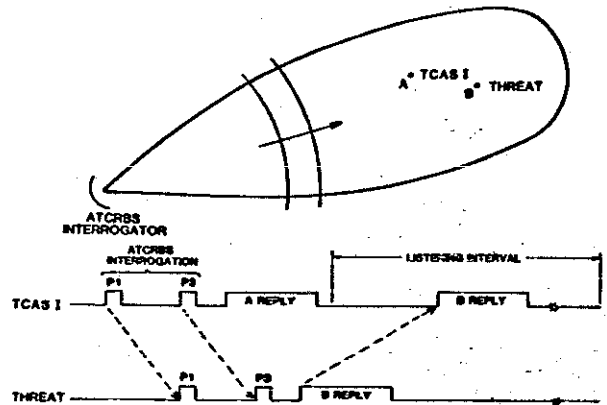 A TCAS I
B THREAT
ATCRBS
INTERROGATOR
ATCRBS
INTERROGATION
LISTENING INTERVAL
P1 P3
TCAS I A REPLY B REPLY
P1 P3
THREAT B REPLY